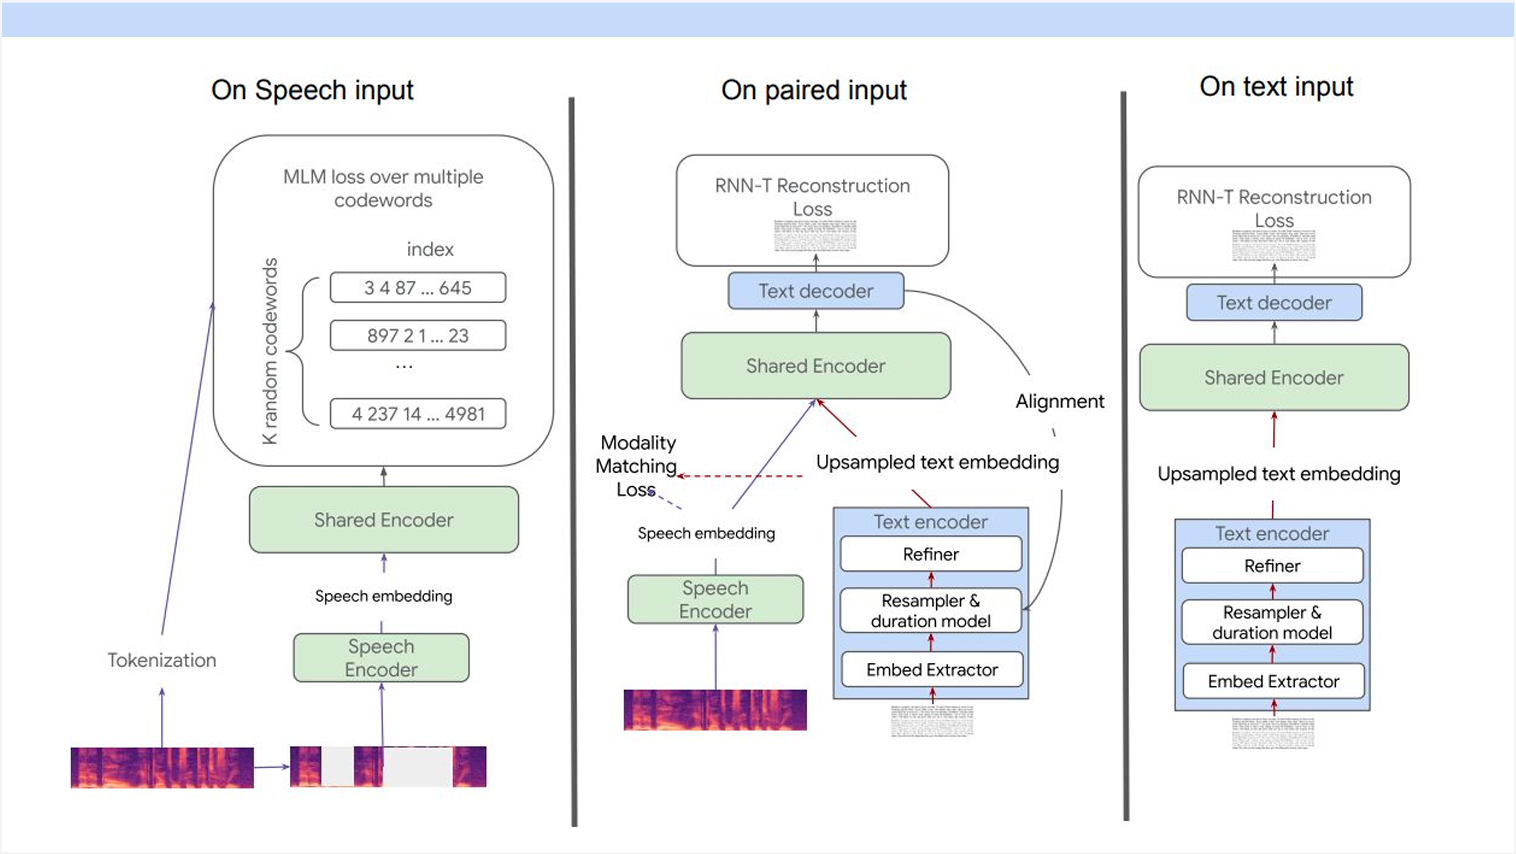 On Speech input
MLM loss over multiple
codewords
index
K random codewords
3 4 87 ... 645
897 2 1 ... 23
...
4 237 14 ... 4981
Shared Encoder
Speech embedding
Speech
Encoder
Tokenization
On paired input
RNN-T Reconstruction
Loss
Text decoder
Shared Encoder
Alignment
Modality
Matching
Loss
Upsampled text embedding
Speech embedding
Speech
Encoder
Text encoder
Refiner
Resampler &
duration model
Embed Extractor
On text input
RNN-T Reconstruction
Loss
Text decoder
Shared Encoder
Upsampled text embedding
Text encoder
Refiner
Resampler &
duration model
Embed Extractor